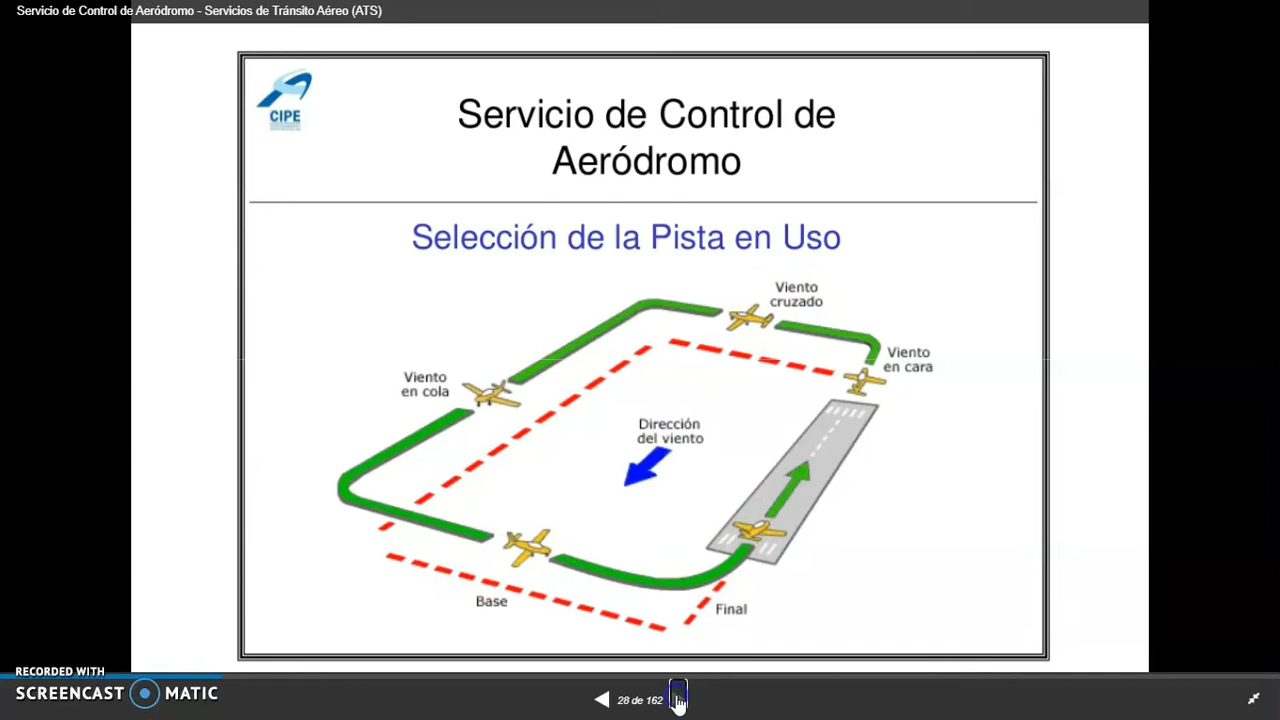 Servicio de Control de Aeródromo - Servicios de Tránsito Aéreo (ATS)
CIPE
Servicio de Control de
Aeródromo
Selección de la Pista en Uso
Viento
cruzado
Viento
en cara
Viento
en cola
Dirección
del viento
Base
Final
RECORDED WITH
SCREENCAST MATIC
28 de 162